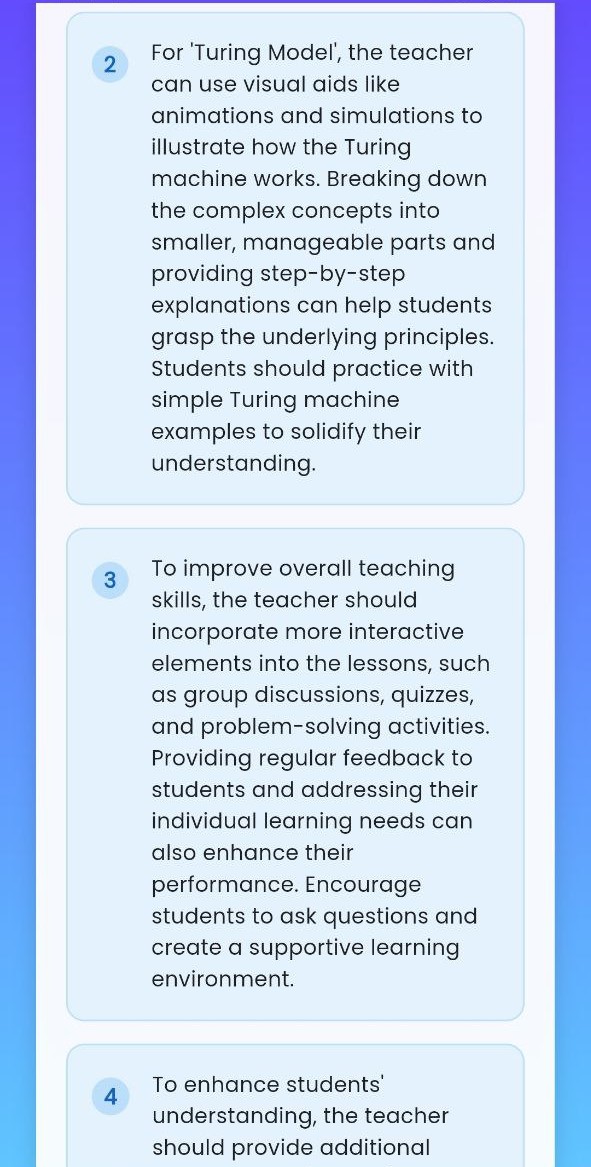 2
For 'Turing Model', the teacher
can use visual aids like
animations and simulations to
illustrate how the Turing
machine works. Breaking down
the complex concepts into
smaller, manageable parts and
providing step-by-step
explanations can help students
grasp the underlying principles.
Students should practice with
simple Turing machine
examples to solidify their
understanding.
3
To improve overall teaching
skills, the teacher should
incorporate more interactive
elements into the lessons, such
as group discussions, quizzes,
and problem-solving activities.
Providing regular feedback to
students and addressing their
individual learning needs can
also enhance their
performance. Encourage
students to ask questions and
create a supportive learning
environment.
4
To enhance students'
understanding, the teacher
should provide additional